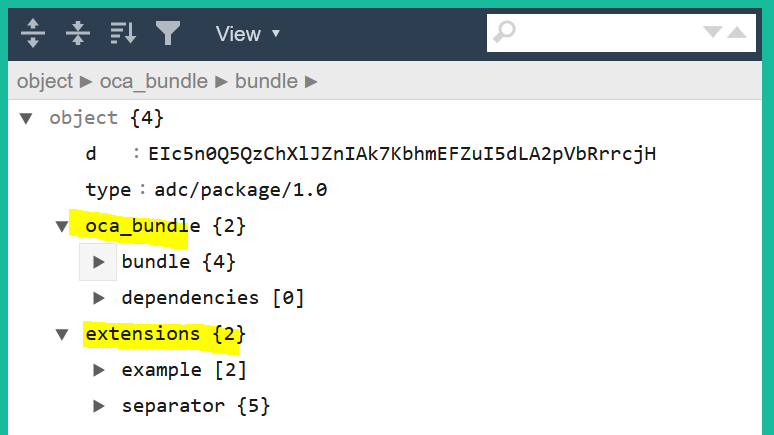 View
object ▶ oca_bundle ▶ bundle ▶
object {4}
d : EIc5n0Q5QzChXlJZnIAk7KbhmEFZuI5dLA2pVbRrrcjH
type : adc/package/1.0
oca_bundle {2}
bundle {4}
dependencies [0]
extensions {2}
example [2]
separator {5}